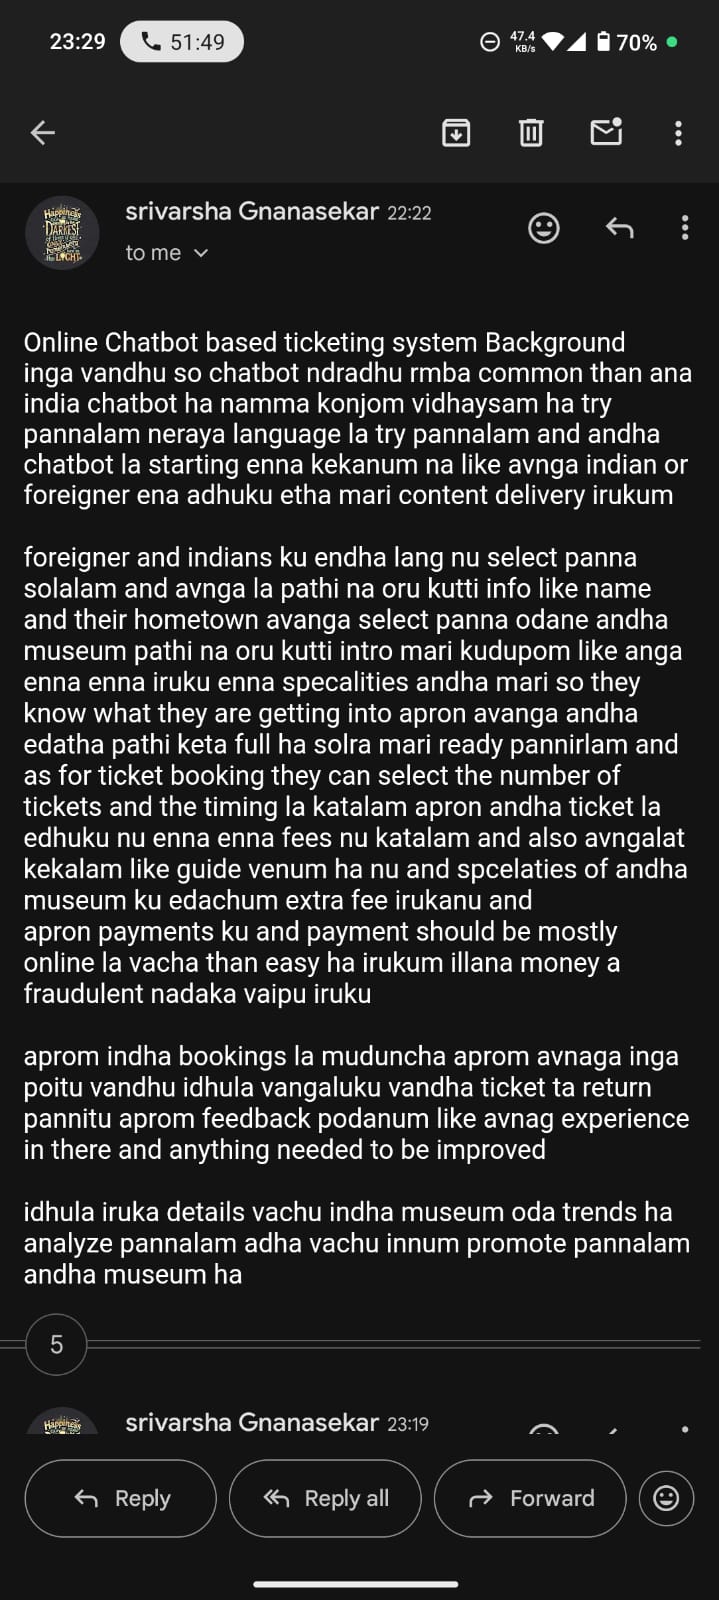 23:29 51:49 47.4 KB/s 70%
srivarsha Gnanasekar 22:22
to me
Online Chatbot based ticketing system Background
inga vandhu so chatbot ndradhu rmba common than ana
india chatbot ha namma konjom vidhaysam ha try
pannalam neraya language la try pannalam and andha
chatbot la starting enna kekanum na like avnga indian or
foreigner ena adhuku etha mari content delivery irukum
foreigner and indians ku endha lang nu select panna
solalam and avnga la pathi na oru kutti info like name
and their hometown avanga select panna odane andha
museum pathi na oru kutti intro mari kudupom like anga
enna enna iruku enna specalities andha mari so they
know what they are getting into apron avanga andha
edatha pathi keta full ha solra mari ready pannirlam and
as for ticket booking they can select the number of
tickets and the timing la katalam apron andha ticket la
edhuku nu enna enna fees nu katalam and also avngalat
kekalam like guide venum ha nu and spcelaties of andha
museum ku edachum extra fee irukanu and
apron payments ku and payment should be mostly
online la vacha than easy ha irukum illana money a
fraudulent nadaka vaipu iruku
aprom indha bookings la muduncha aprom avnaga inga
poitu vandhu idhula vangaluku vandha ticket ta return
pannitu aprom feedback podanum like avnag experience
in there and anything needed to be improved
idhula iruka details vachu indha museum oda trends ha
analyze pannalam adha vachu innum promote pannalam
andha museum ha
5
srivarsha Gnanasekar 23:19
Reply Reply all Forward